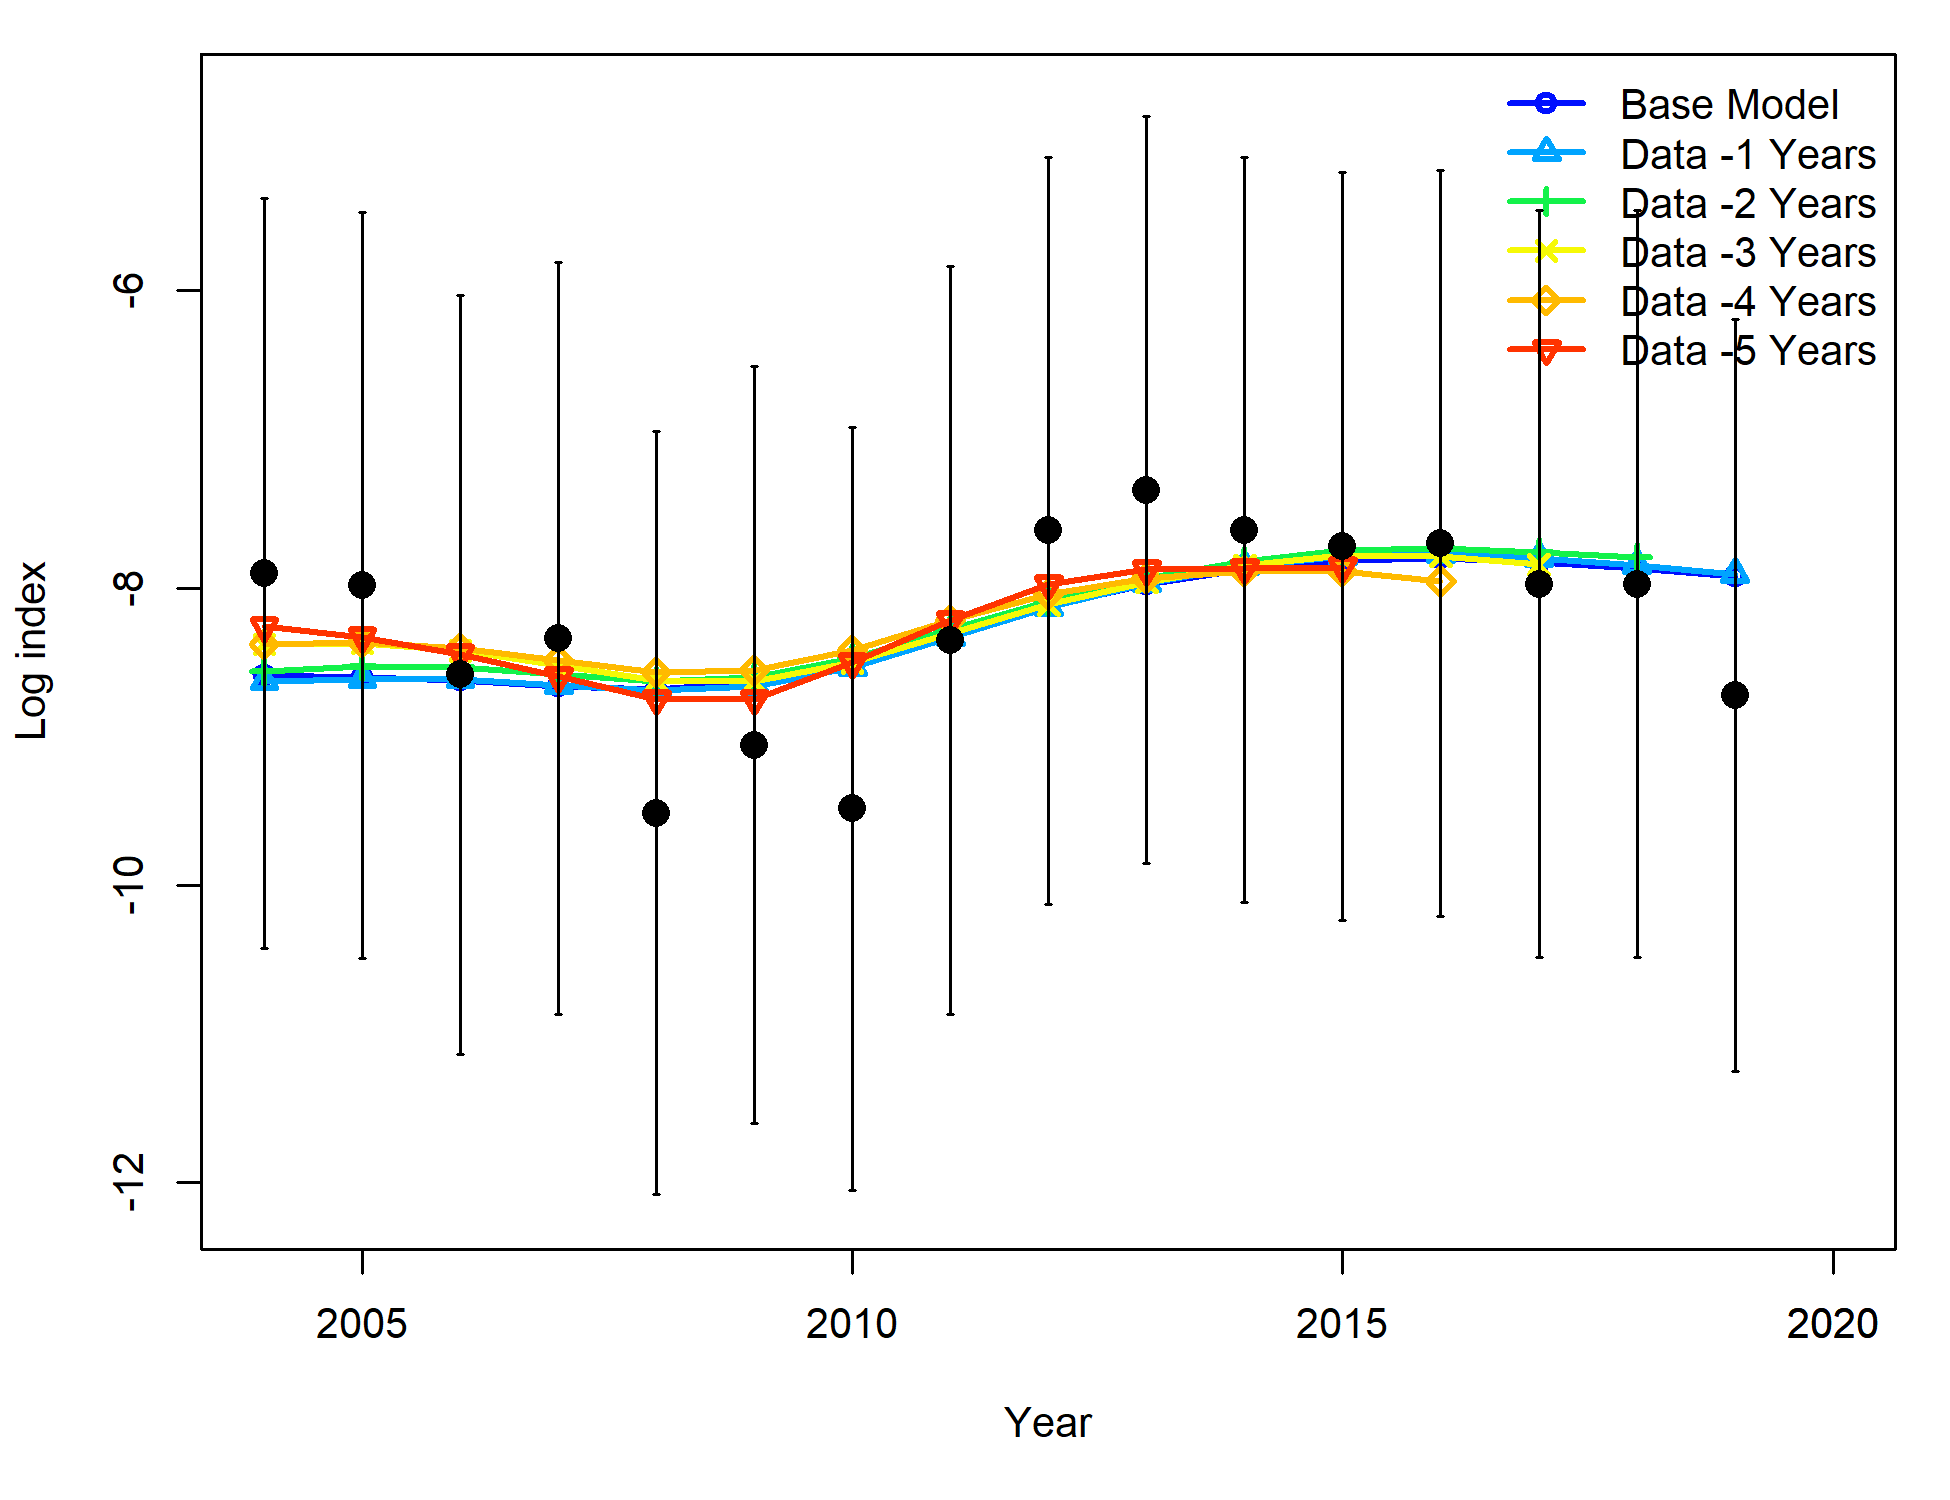 Base Model
Data -1 Years
Data -2 Years
Data -3 Years
Data -4 Years
Data -5 Years
Log index
-6
-8
-10
-12
2005
2010
2015
2020
Year